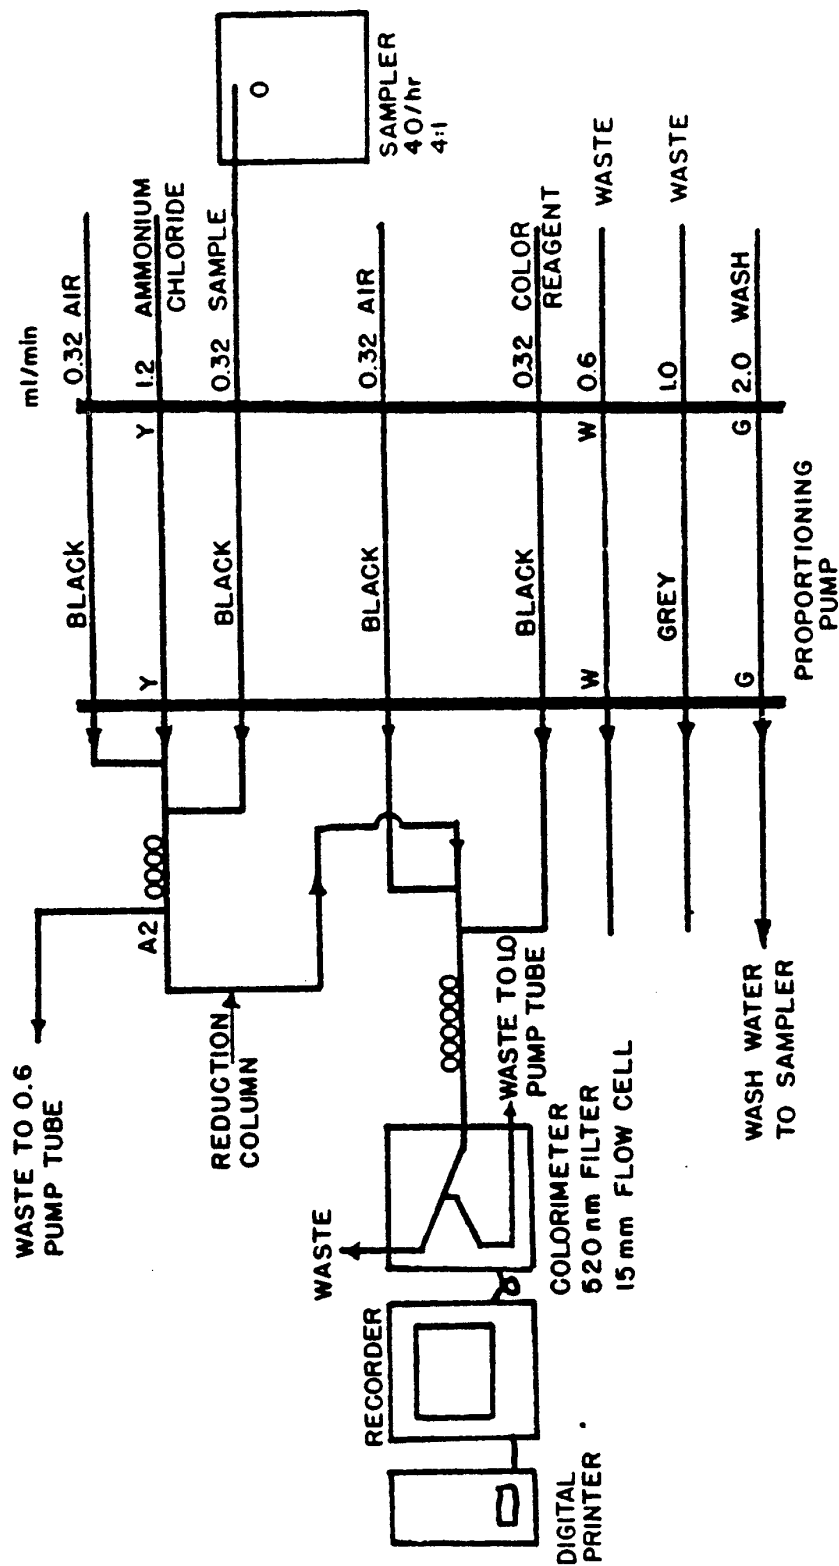 WASTE TO 0.6
PUMP TUBE
A2
REDUCTION
COLUMN
ml/min
BLACK
0.32 AIR
Y
Y
1.2 AMMONIUM
CHLORIDE
BLACK
0.32 SAMPLE
SAMPLER
40/hr
4:1
BLACK
0.32 AIR
BLACK
0.32 COLOR
REAGENT
W
W
0.6
WASTE
GREY
1.0
WASTE
G
G
2.0 WASH
PROPORTIONING
PUMP
WASH WATER
TO SAMPLER
WASTE
WASTE TO 1.0
PUMP TUBE
DIGITAL
PRINTER
RECORDER
COLORIMETER
520 nm FILTER
15 mm FLOW CELL